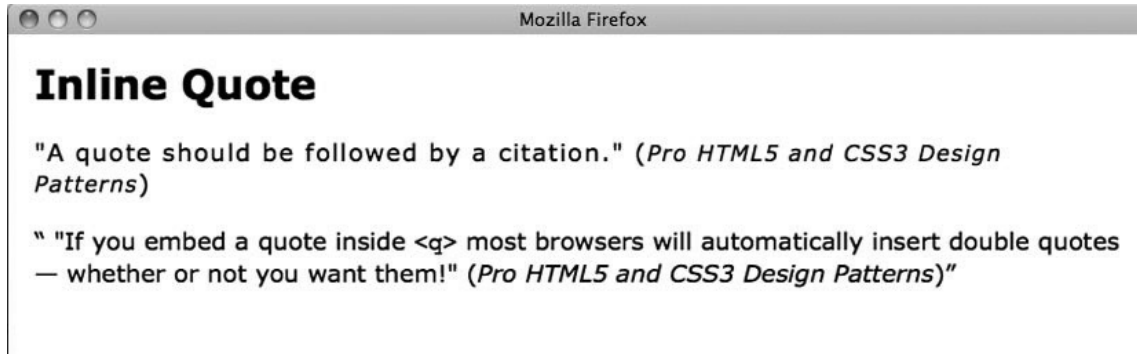 Mozilla Firefox
Inline Quote
"A quote should be followed by a citation." (Pro HTML5 and CSS3 Design
Patterns)
“ "If you embed a quote inside <q> most browsers will automatically insert double quotes
— whether or not you want them!" (Pro HTML5 and CSS3 Design Patterns)”